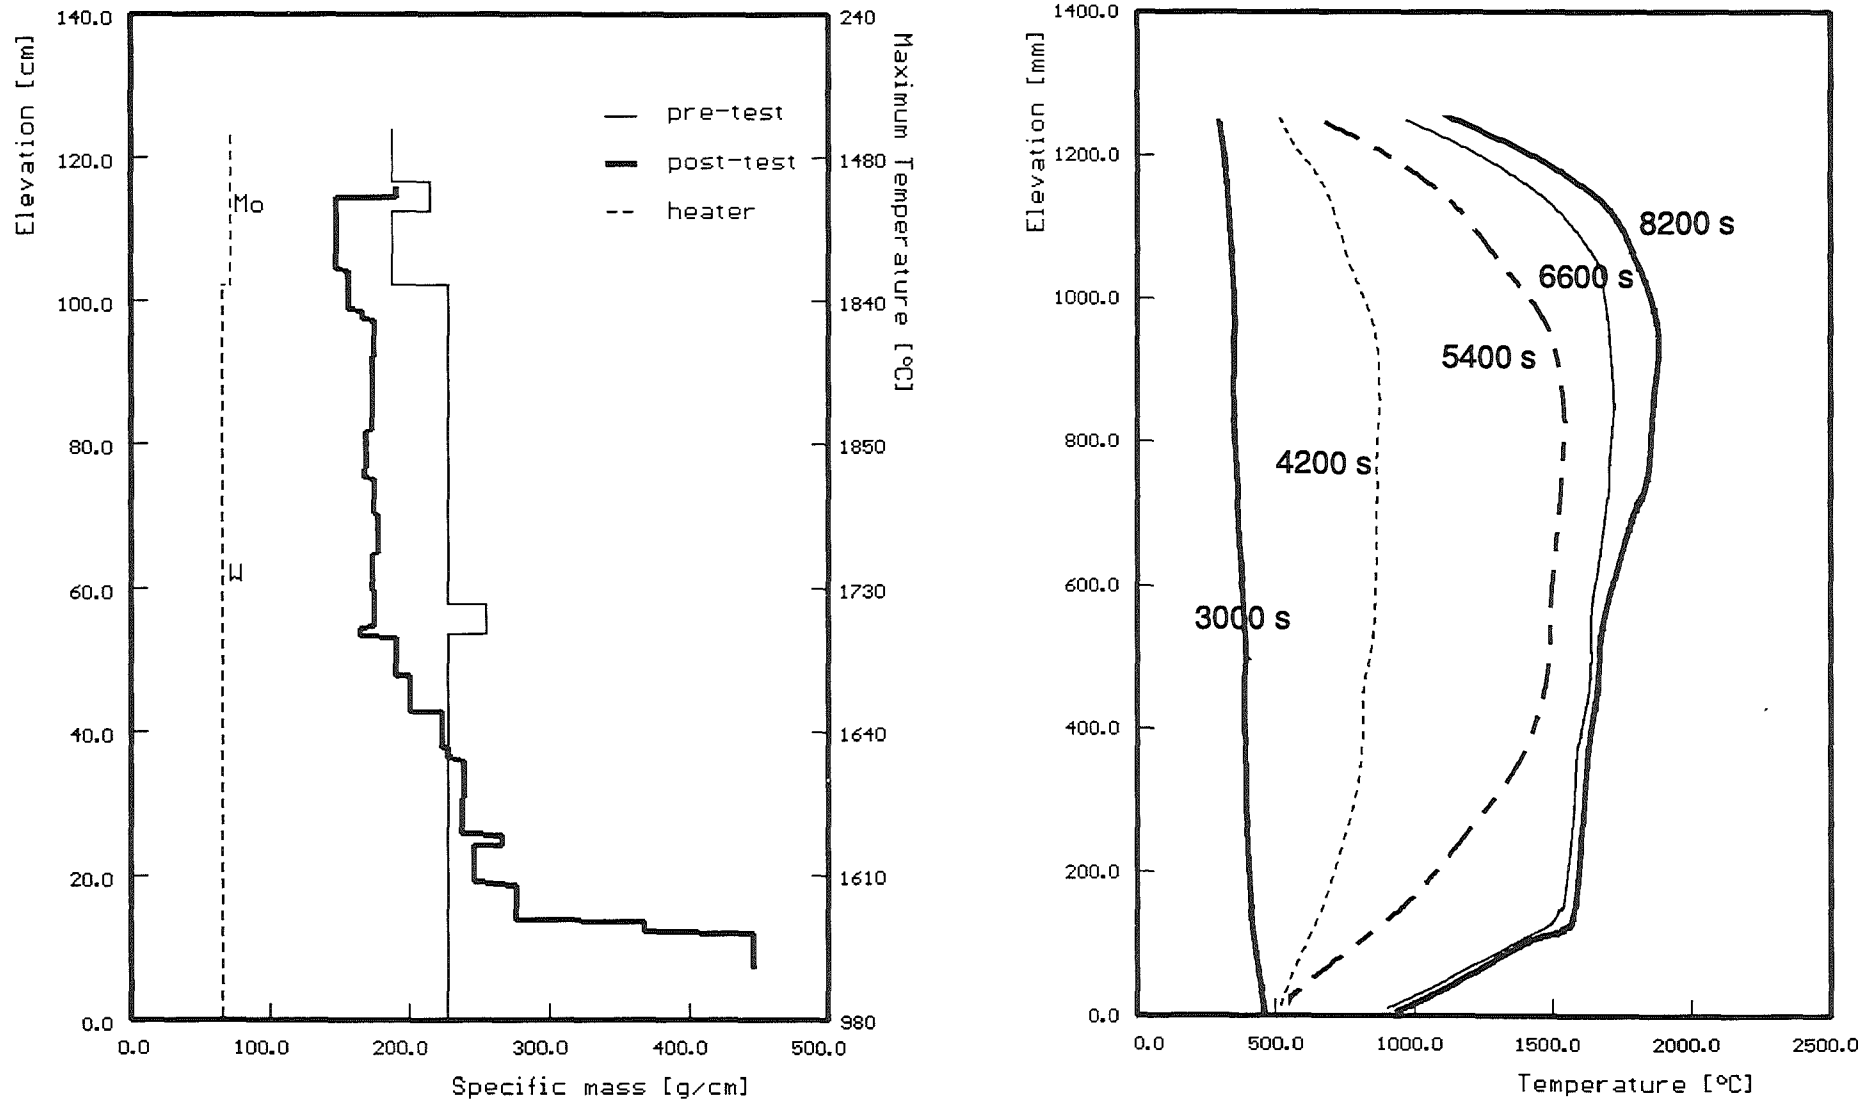 140.0
120.0
100.0
80.0
60.0
40.0
20.0
0.0
Elevation [cm]
0.0 100.0 200.0 300.0 400.0 500.0
Specific mass [g/cm]
240
1480
1840
1850
1730
1640
1610
980
Maximum Temperature [°C]
pre-test
post-test
heater
Mo
W
1400.0
1200.0
1000.0
800.0
600.0
400.0
200.0
0.0
Elevation [mm]
0.0 500.0 1000.0 1500.0 2000.0 2500.0
Temperature [°C]
8200 s
6600 s
5400 s
4200 s
3000 s